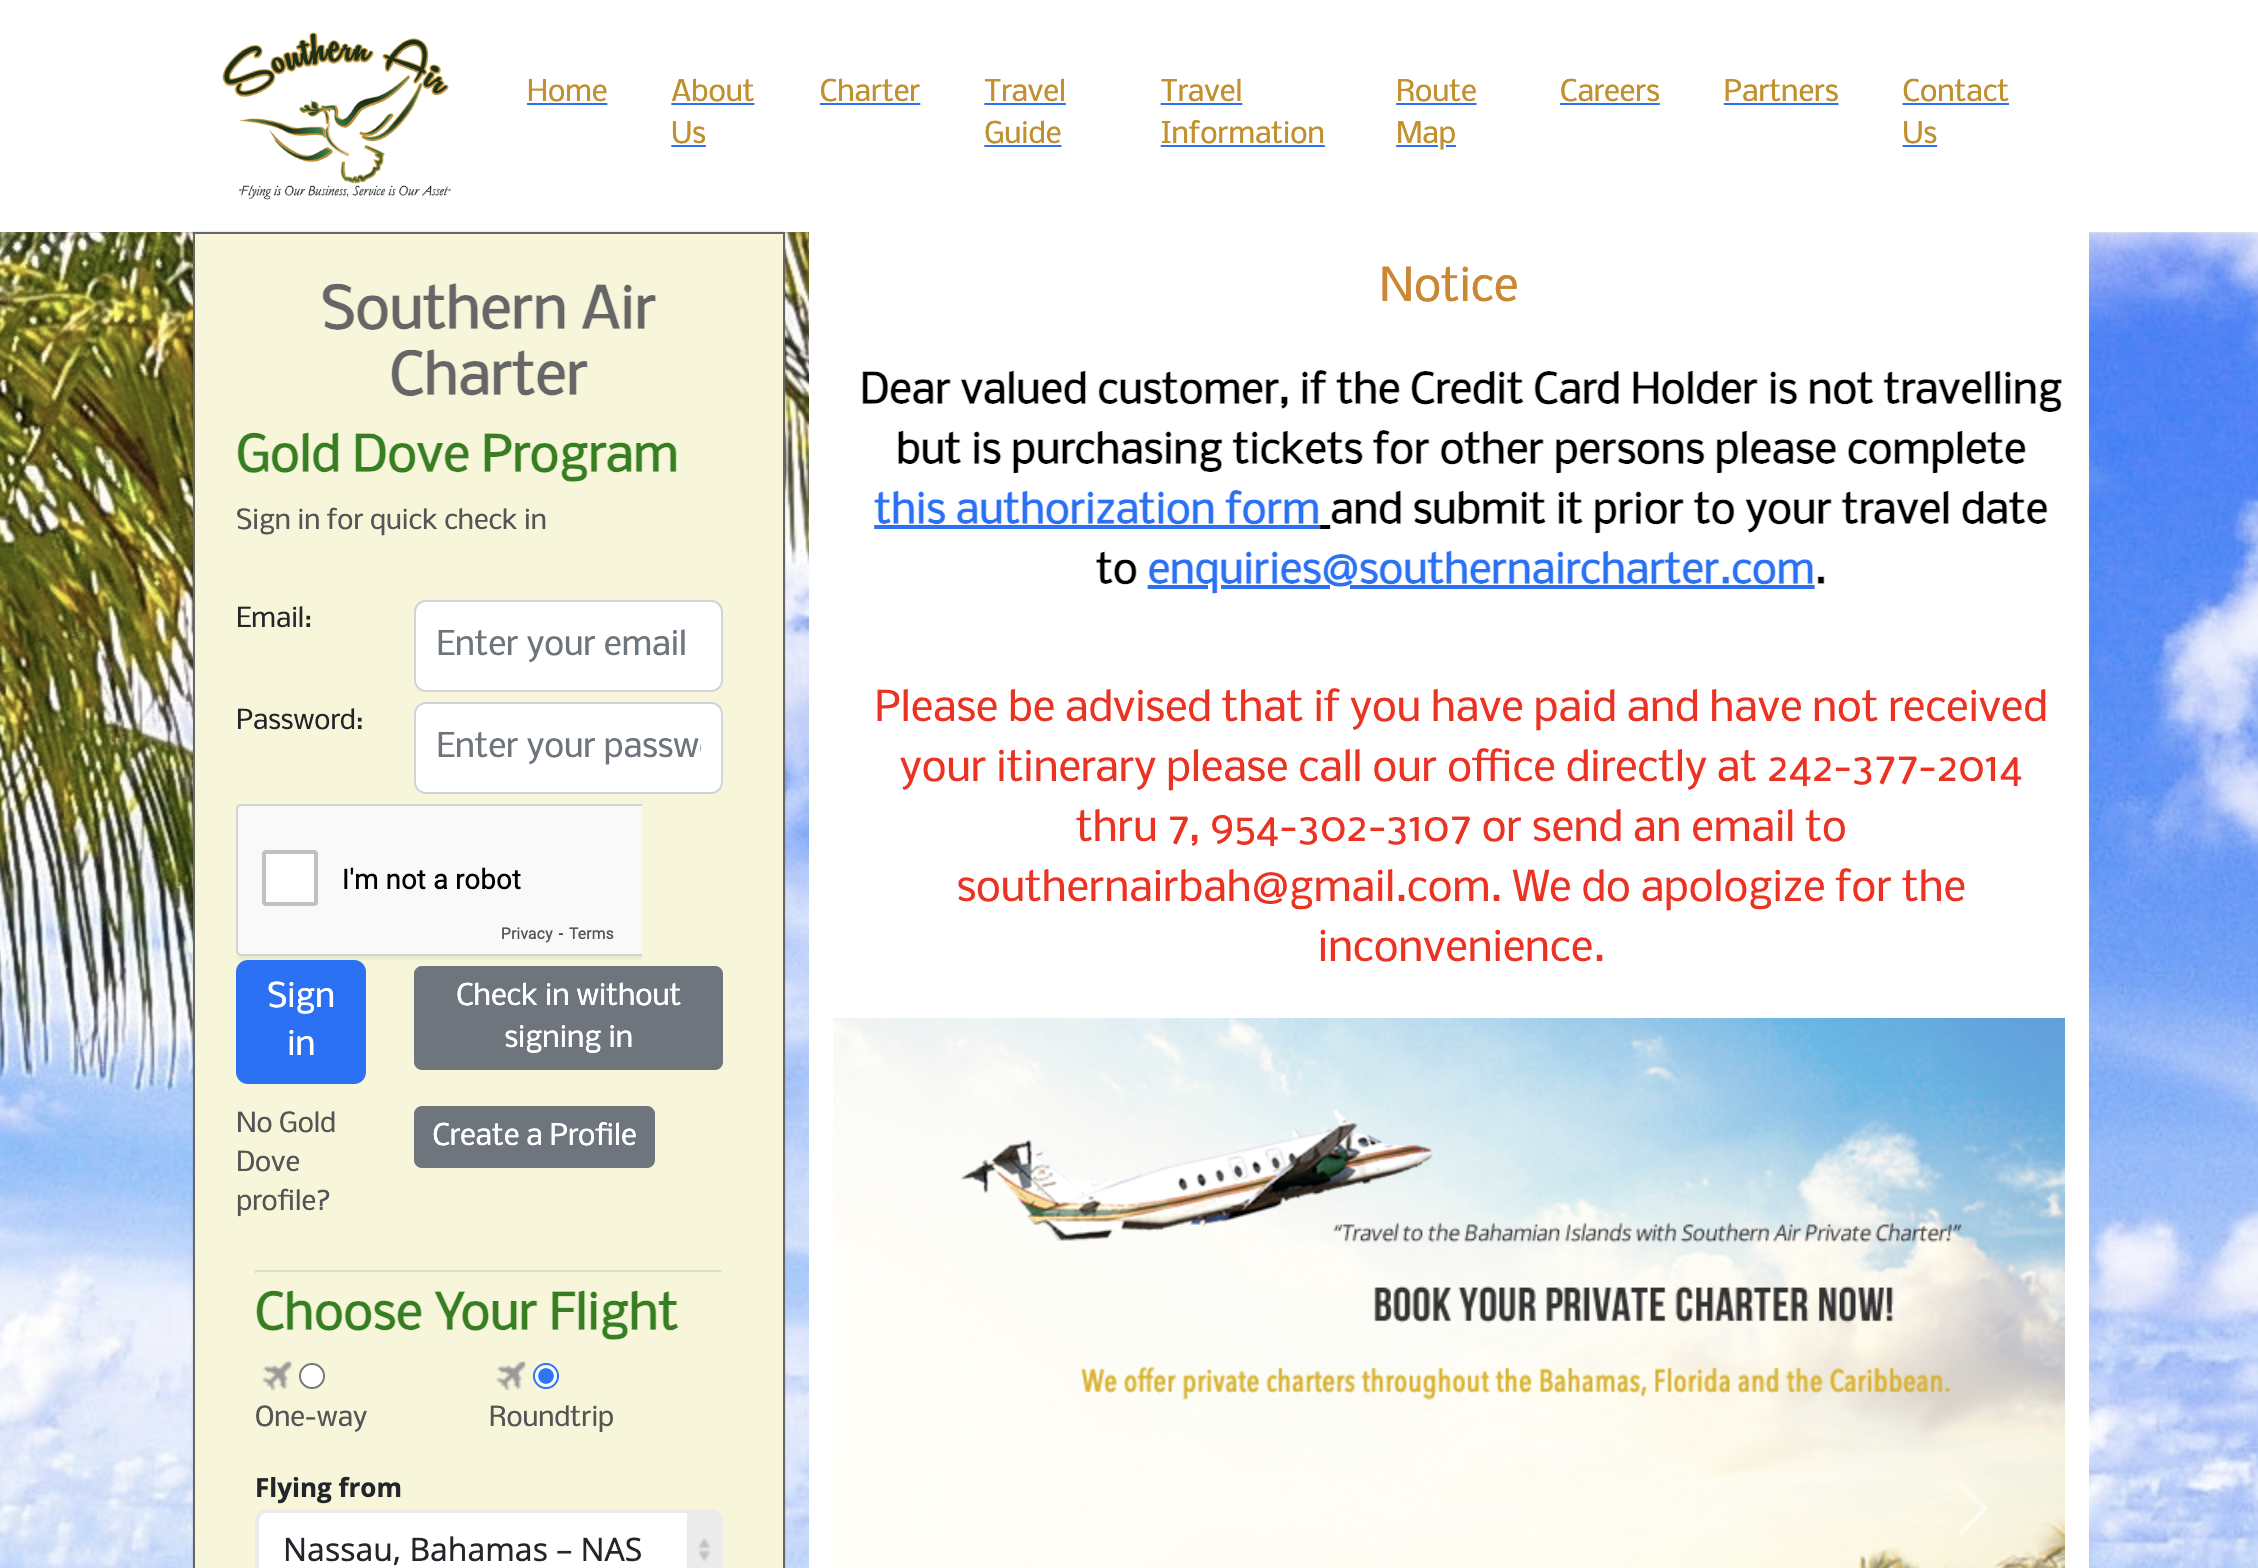 Southern Air
"Flying is Our Business, Service is Our Asset"
Home
About
Us
Charter
Travel
Guide
Travel
Information
Route
Map
Careers
Partners
Contact
Us
Southern Air
Charter
Gold Dove Program
Sign in for quick check in
Email:
Enter your email
Password:
Enter your passw
I'm not a robot
Privacy - Terms
Sign
in
Check in without
signing in
No Gold
Dove
profile?
Create a Profile
Choose Your Flight
One-way
Roundtrip
Flying from
Nassau, Bahamas – NAS
Notice
Dear valued customer, if the Credit Card Holder is not travelling
but is purchasing tickets for other persons please complete
this authorization form and submit it prior to your travel date
to enquiries@southernaircharter.com.
Please be advised that if you have paid and have not received
your itinerary please call our office directly at 242-377-2014
thru 7, 954-302-3107 or send an email to
southernairbah@gmail.com. We do apologize for the
inconvenience.
“Travel to the Bahamian Islands with Southern Air Private Charter!”
BOOK YOUR PRIVATE CHARTER NOW!
We offer private charters throughout the Bahamas, Florida and the Caribbean.